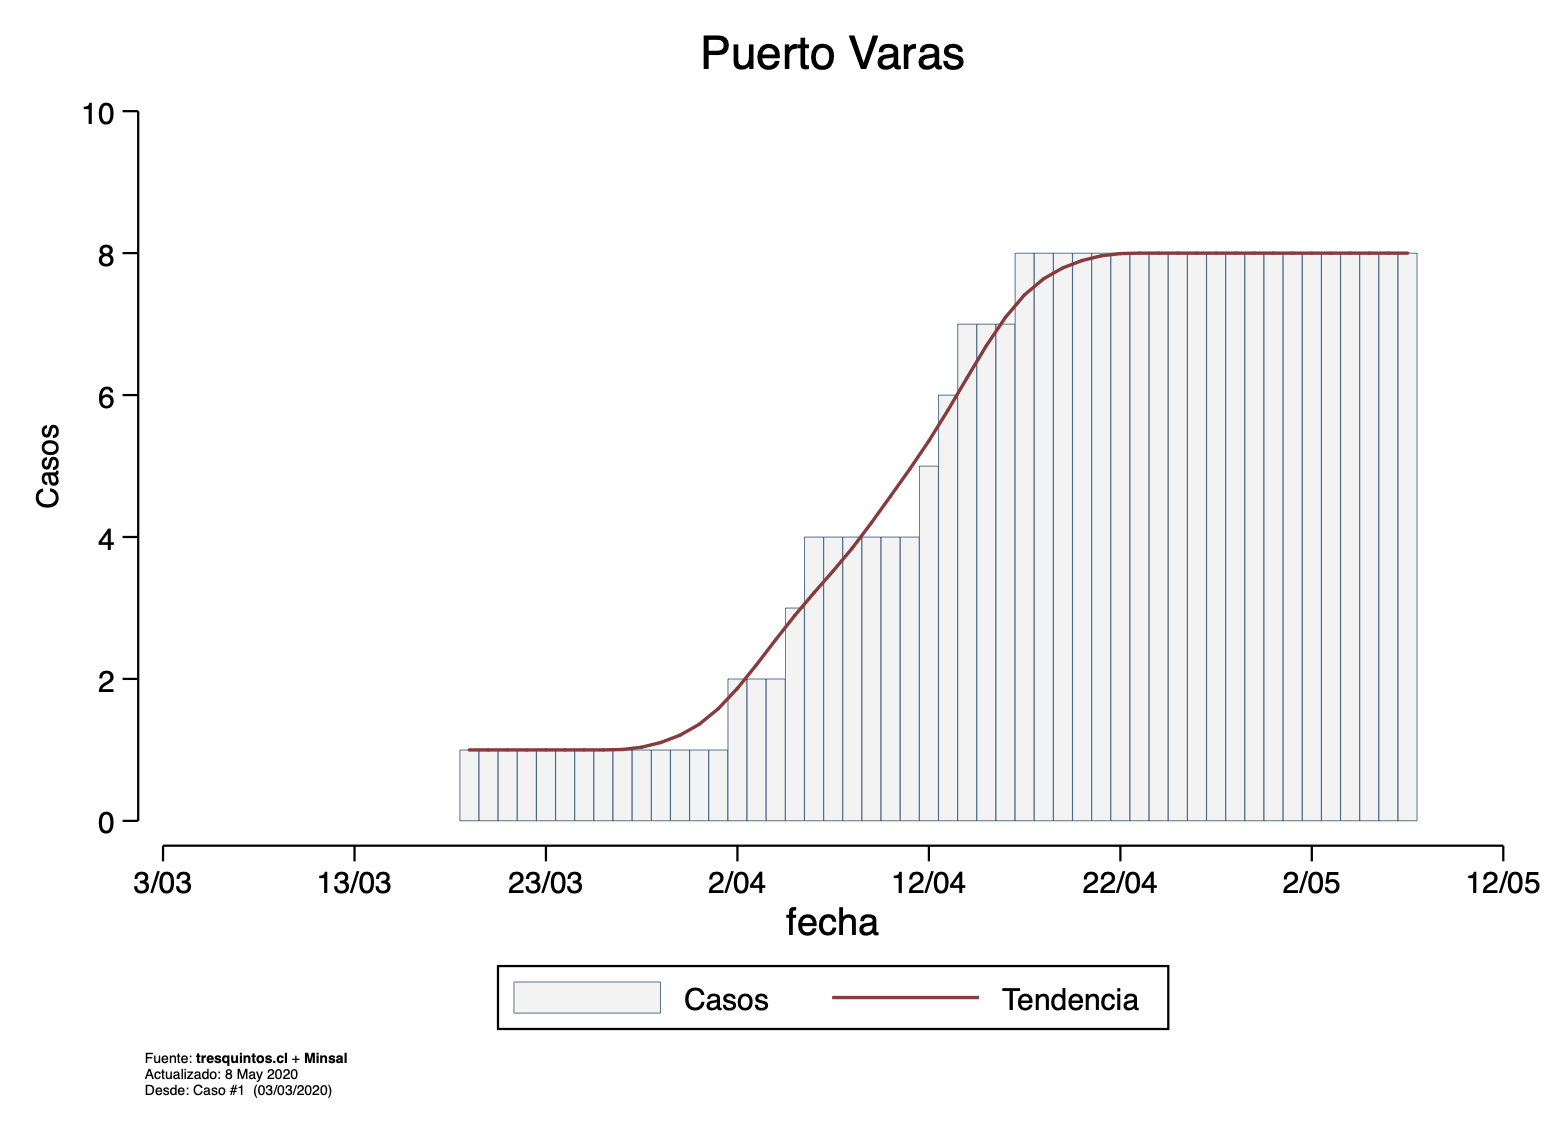 Puerto Varas
10
8
6
4
2
0
Casos
3/03 13/03 23/03 2/04 12/04 22/04 2/05 12/05
fecha
Casos Tendencia
Fuente: tresquintos.cl + Minsal
Actualizado: 8 May 2020
Desde: Caso #1 (03/03/2020)